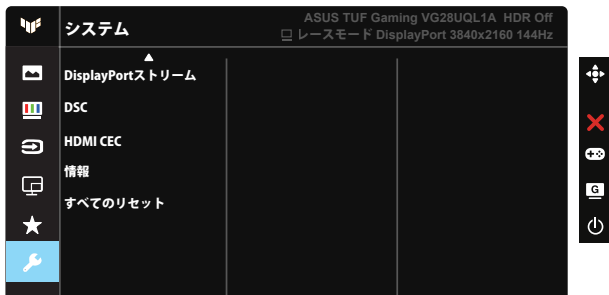 システム
ASUS TUF Gaming VG28UQL1A HDR Off
レースモード DisplayPort 3840x2160 144Hz
DisplayPortストリーム
DSC
HDMI CEC
情報
すべてのリセット
G